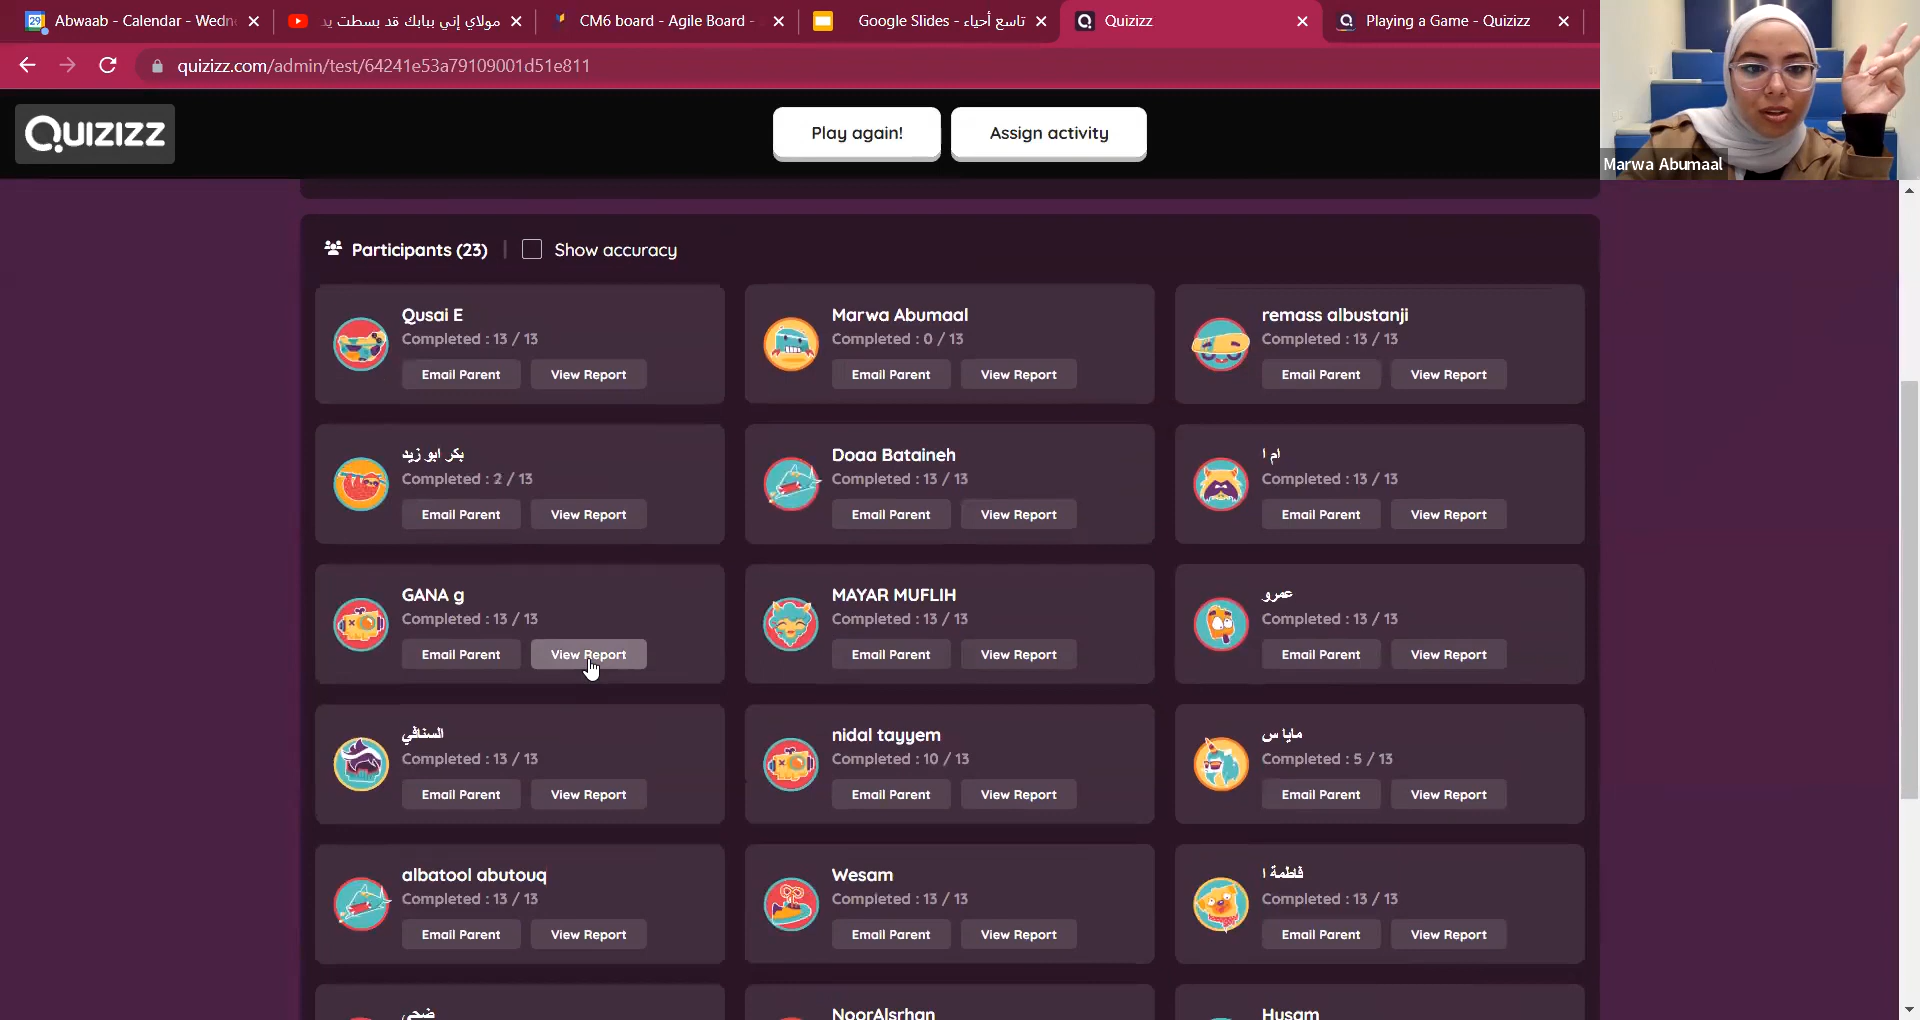 29 Abwaab - Calendar - Wedn
مولاي إني ببابك قد بسطت يد
CM6 board - Agile Board -
Google Slides - تاسع أحياء
Quizizz
Playing a Game - Quizizz
quizizz.com/admin/test/64241e53a79109001d51e811
QUIZIZZ
Play again!
Assign activity
Marwa Abumaal
Participants (23)
Show accuracy
Qusai E
Completed : 13 / 13
Email Parent View Report
Marwa Abumaal
Completed : 0 / 13
Email Parent View Report
remass albustanji
Completed : 13 / 13
Email Parent View Report
بكر ابو زيد
Completed : 2 / 13
Email Parent View Report
Doaa Bataineh
Completed : 13 / 13
Email Parent View Report
ام ا
Completed : 13 / 13
Email Parent View Report
GANA g
Completed : 13 / 13
Email Parent View Report
MAYAR MUFLIH
Completed : 13 / 13
Email Parent View Report
عمرو
Completed : 13 / 13
Email Parent View Report
السنافي
Completed : 13 / 13
Email Parent View Report
nidal tayyem
Completed : 10 / 13
Email Parent View Report
مايا س
Completed : 5 / 13
Email Parent View Report
albatool abutouq
Completed : 13 / 13
Email Parent View Report
Wesam
Completed : 13 / 13
Email Parent View Report
فاطمة ا
Completed : 13 / 13
Email Parent View Report
ضحى
NoorAlsrhan
Husam